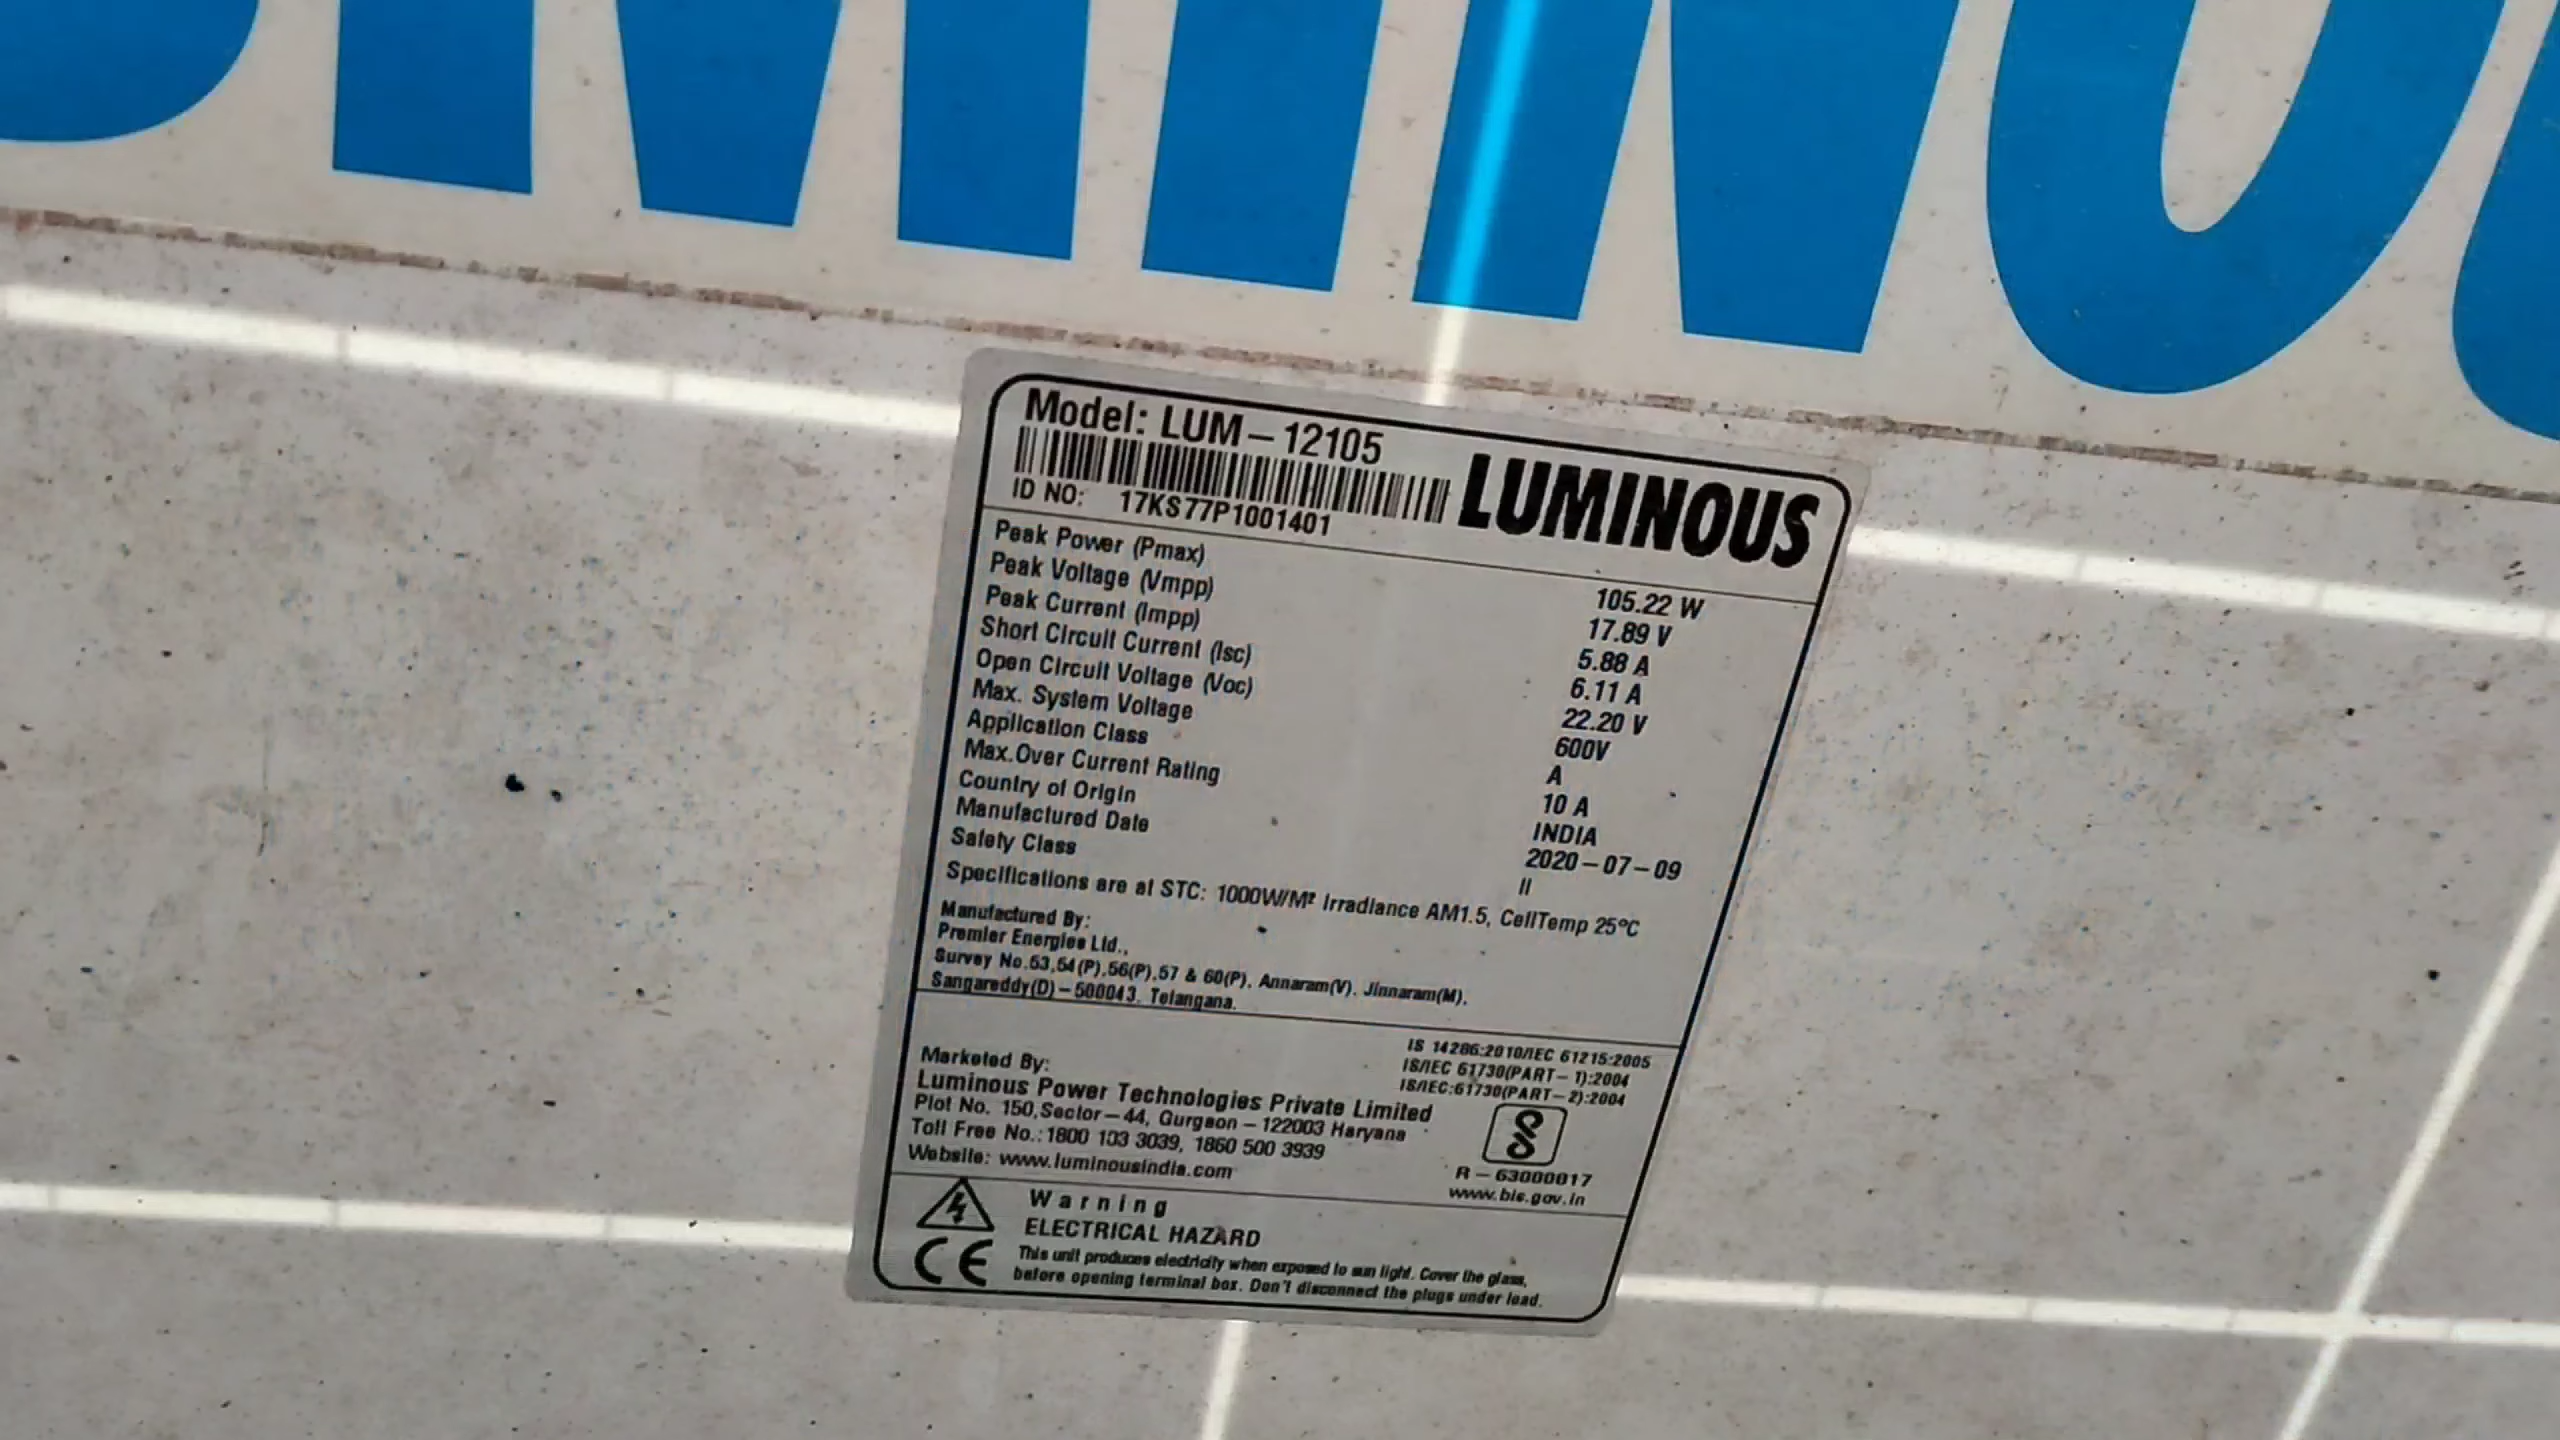 LUMINOUS
Model: LUM-12105
LUMINOUS
ID NO: 17KS77P1001401
Peak Power (Pmax) 105.22 W
Peak Voltage (Vmpp) 17.89 V
Peak Current (Impp) 5.88 A
Short Circuit Current (Isc) 6.11 A
Open Circuit Voltage (Voc) 22.20 V
Max. System Voltage 600V
Application Class A
Max.Over Current Rating 10 A
Country of Origin INDIA
Manufactured Date 2020-07-09
Safety Class II
Specifications are at STC: 1000W/M² Irradiance AM1.5, CellTemp 25°C
Manufactured By:
Premier Energies Ltd.,
Survey No.53,54(P),56(P),57 & 60(P), Annaram(V), Jinnaram(M),
Sangareddy(D)-500043. Telangana.
IS 14286:2010/IEC 61215:2005
IS/IEC 61730(PART-1):2004
IS/IEC:61730(PART-2):2004
Marketed By:
Luminous Power Technologies Private Limited
Plot No. 150,Sector-44, Gurgaon-122003 Haryana
Toll Free No.:1800 103 3039, 1860 500 3939
Website: www.luminousindia.com
R-63000017
www.bis.gov.in
Warning
ELECTRICAL HAZARD
CE
This unit produces electricity when exposed to sun light. Cover the glass,
before opening terminal box. Don't disconnect the plugs under load.